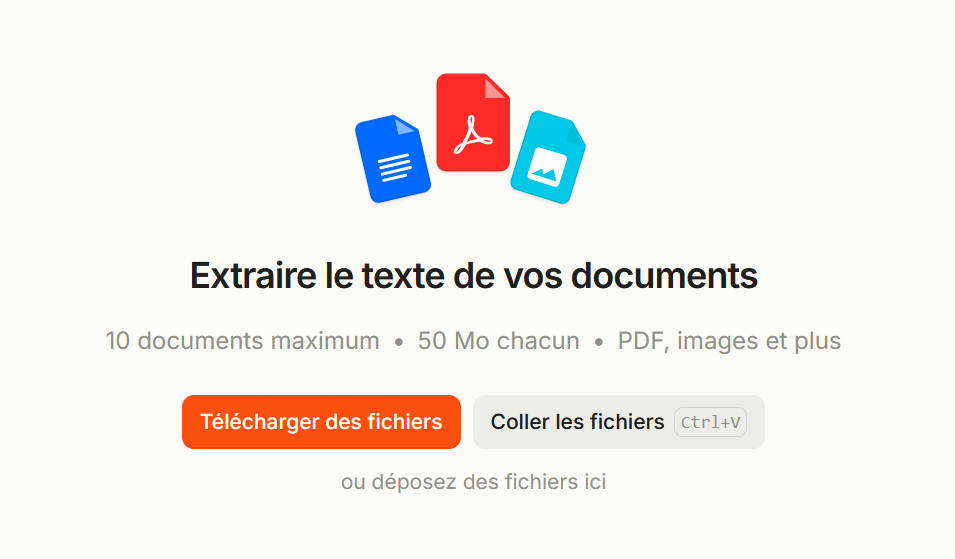 Extraire le texte de vos documents
10 documents maximum • 50 Mo chacun • PDF, images et plus
Télécharger des fichiers Coller les fichiers Ctrl+V
ou déposez des fichiers ici